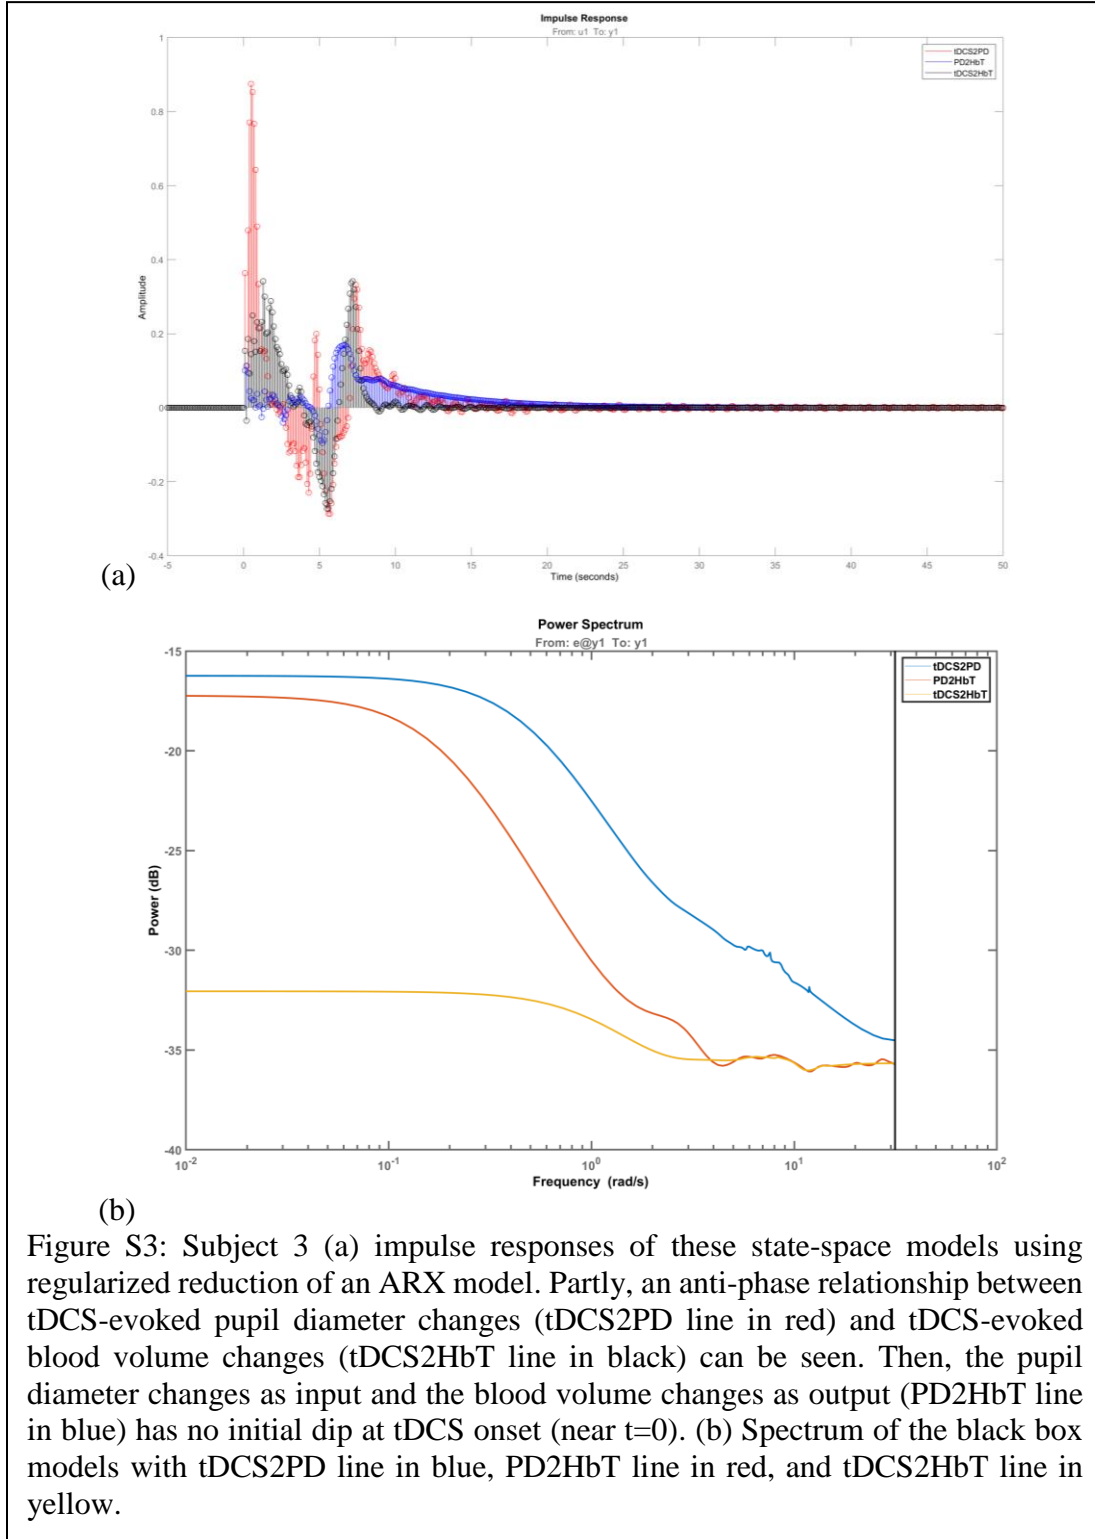 Impulse Response
From: u1 To: y1
tDCS2PD
PD2HbT
tDCS2HbT
1
0.8
0.6
0.4
0.2
0
-0.2
-0.4
Amplitude
-5 0 5 10 15 20 25 30 35 40 45 50
Time (seconds)
(a)
Power Spectrum
From: e@y1 To: y1
tDCS2PD
PD2HbT
tDCS2HbT
-15
-20
-25
-30
-35
-40
Power (dB)
10^-2 10^-1 10^0 10^1 10^2
Frequency (rad/s)
(b)
Figure S3: Subject 3 (a) impulse responses of these state-space models using
regularized reduction of an ARX model. Partly, an anti-phase relationship between
tDCS-evoked pupil diameter changes (tDCS2PD line in red) and tDCS-evoked
blood volume changes (tDCS2HbT line in black) can be seen. Then, the pupil
diameter changes as input and the blood volume changes as output (PD2HbT line
in blue) has no initial dip at tDCS onset (near t=0). (b) Spectrum of the black box
models with tDCS2PD line in blue, PD2HbT line in red, and tDCS2HbT line in
yellow.